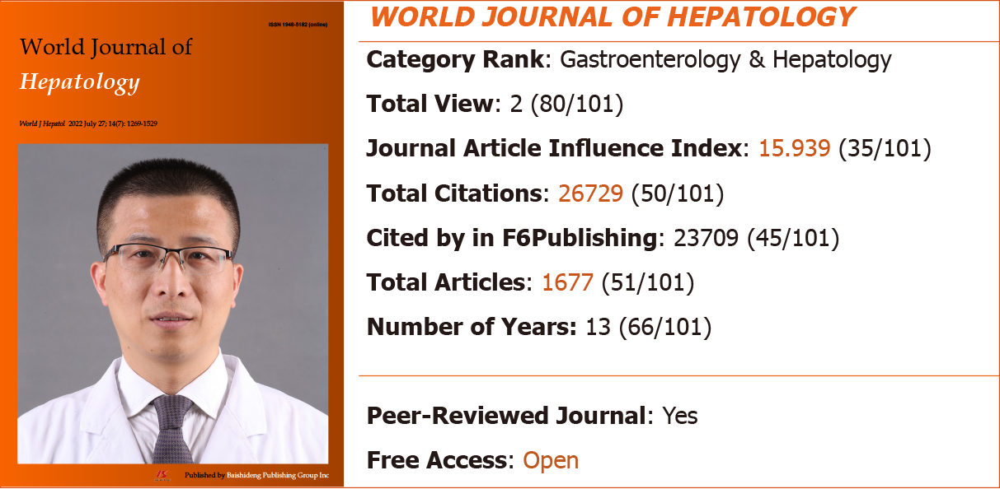 ISSN 1948-5182 (online)
World Journal of
Hepatology
World J Hepatol 2022 July 27; 14(7): 1269-1529
Published by Baishideng Publishing Group Inc
WORLD JOURNAL OF HEPATOLOGY
Category Rank: Gastroenterology & Hepatology
Total View: 2 (80/101)
Journal Article Influence Index: 15.939 (35/101)
Total Citations: 26729 (50/101)
Cited by in F6Publishing: 23709 (45/101)
Total Articles: 1677 (51/101)
Number of Years: 13 (66/101)
Peer-Reviewed Journal: Yes
Free Access: Open